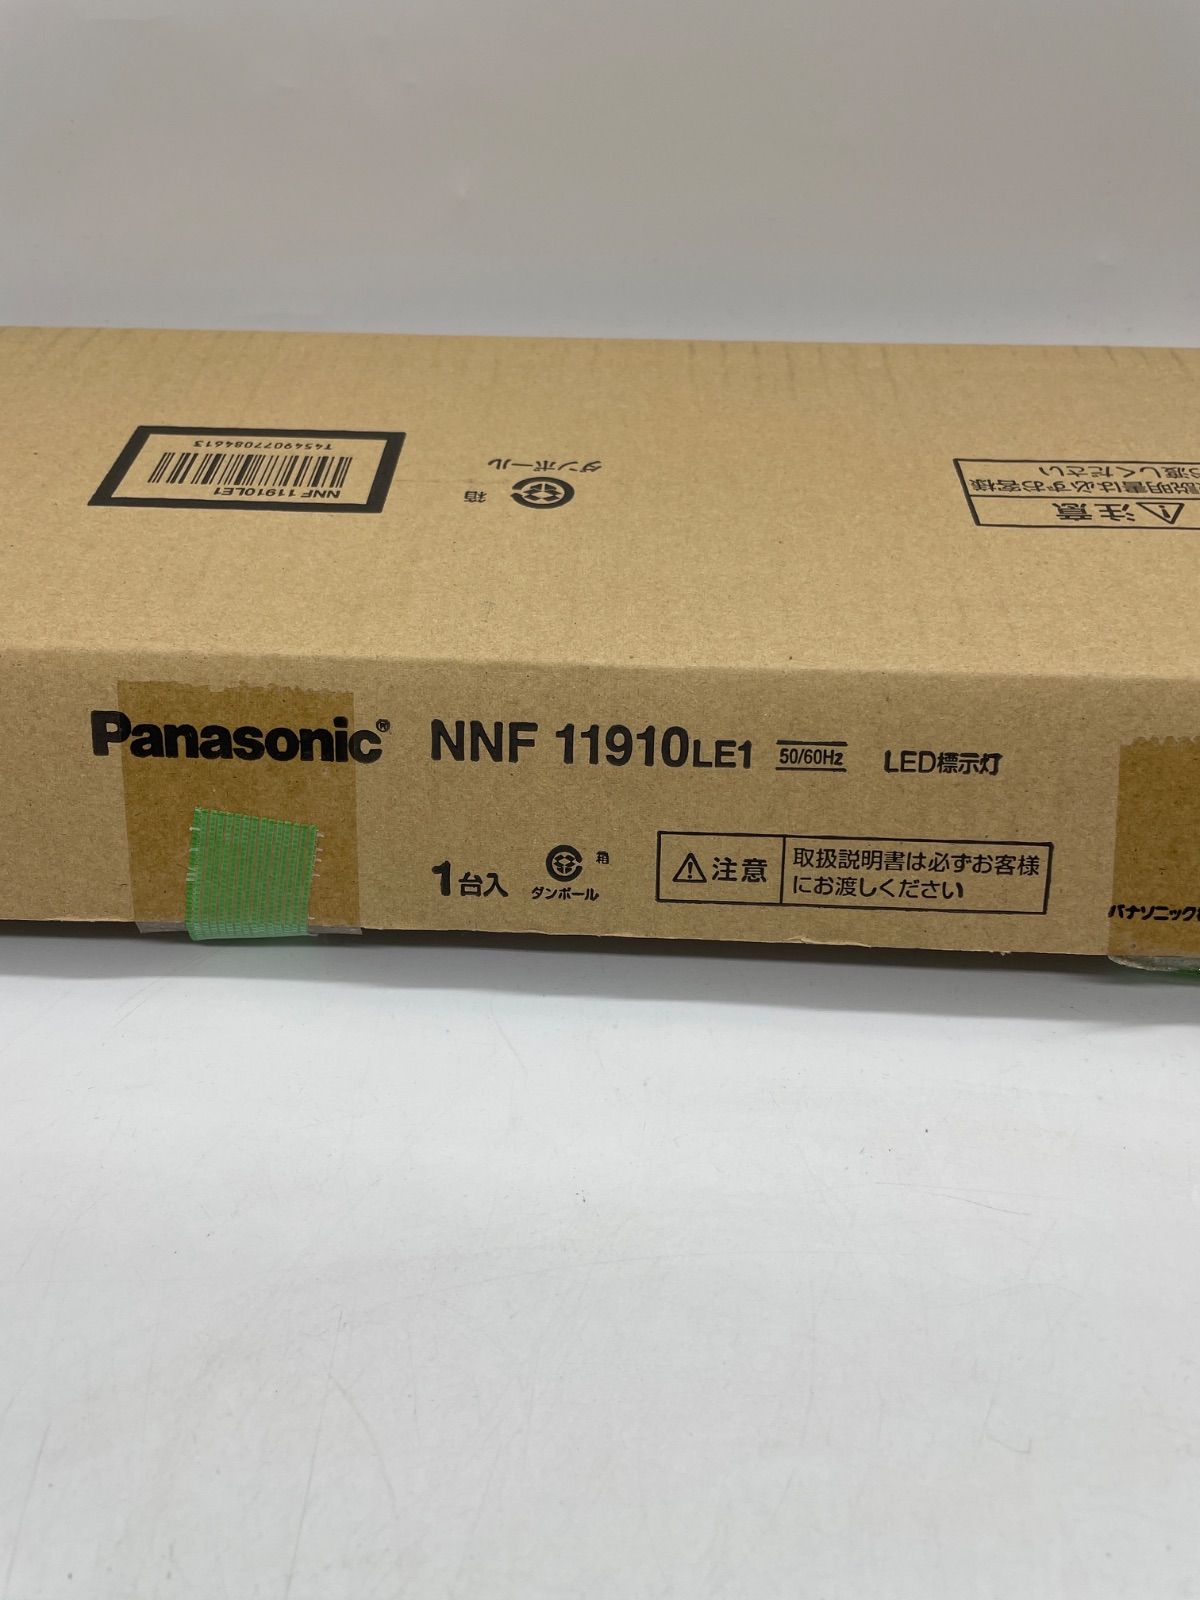 T4549077084613
NNF 11910LE1
ダンボール
箱
注意
説明書は必ずお客様
渡しください
Panasonic® NNF 11910LE1 50/60Hz LED標示灯
1台入
箱
ダンボール
注意
取扱説明書は必ずお客様
にお渡しください
パナソニック